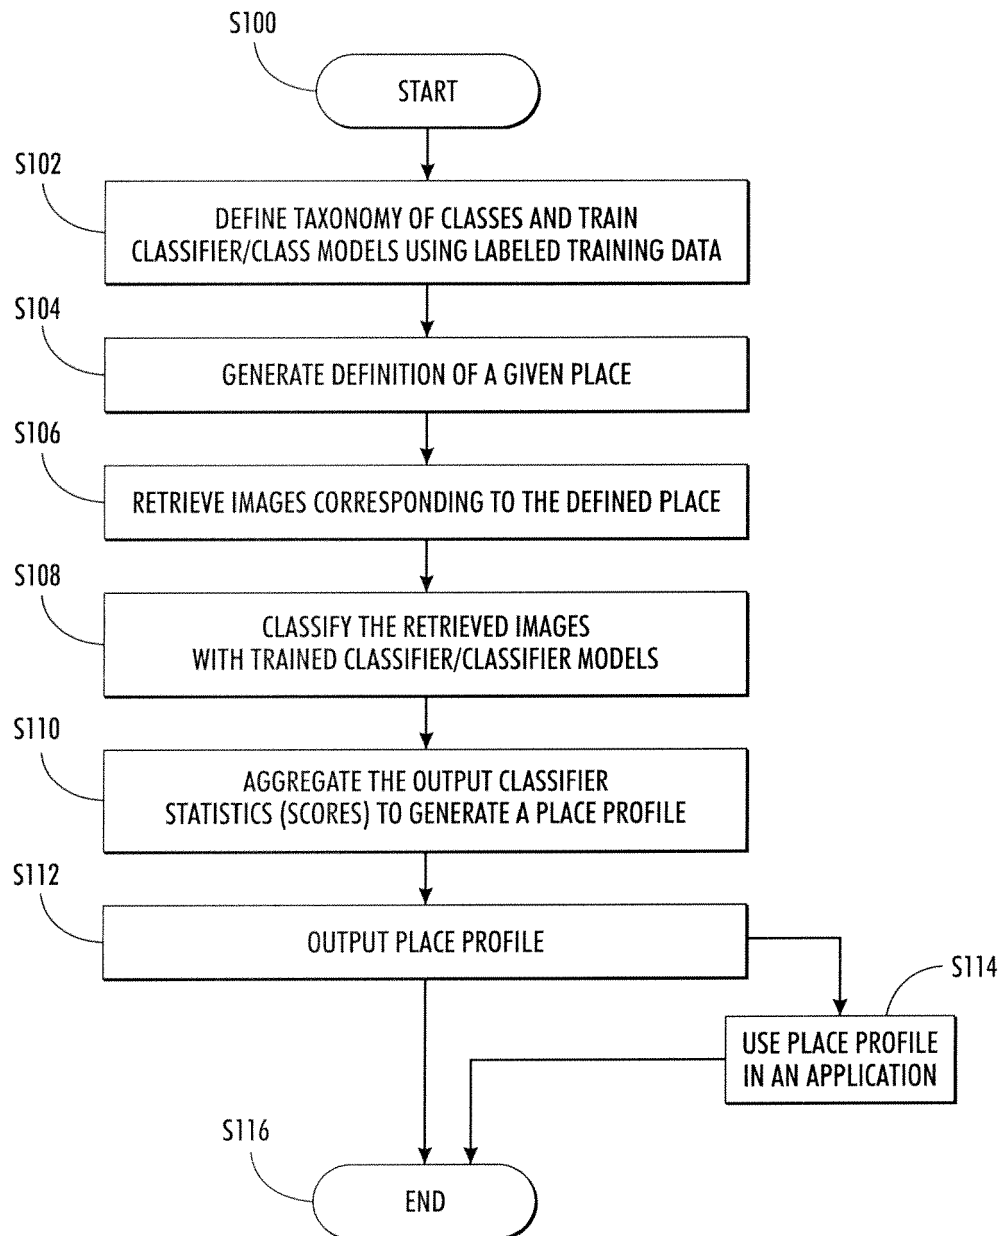 S100
START
S102
DEFINE TAXONOMY OF CLASSES AND TRAIN
CLASSIFIER/CLASS MODELS USING LABELED TRAINING DATA
S104
GENERATE DEFINITION OF A GIVEN PLACE
S106
RETRIEVE IMAGES CORRESPONDING TO THE DEFINED PLACE
S108
CLASSIFY THE RETRIEVED IMAGES
WITH TRAINED CLASSIFIER/CLASSIFIER MODELS
S110
AGGREGATE THE OUTPUT CLASSIFIER
STATISTICS (SCORES) TO GENERATE A PLACE PROFILE
S112
OUTPUT PLACE PROFILE
S114
USE PLACE PROFILE
IN AN APPLICATION
S116
END